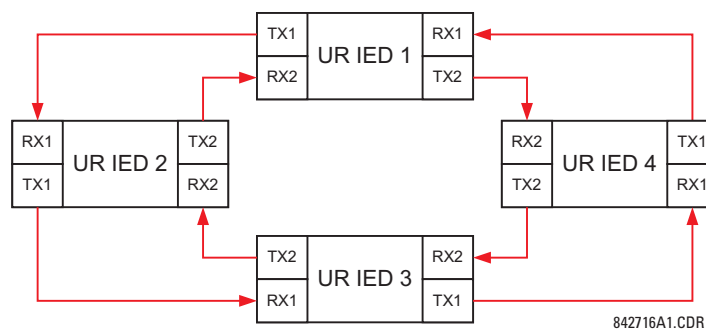 TX1 UR IED 1 RX1
RX2 TX2
RX1 UR IED 2 TX2
TX1 RX2
RX2 UR IED 4 TX1
TX2 RX1
TX2 UR IED 3 RX2
RX1 TX1
842716A1.CDR